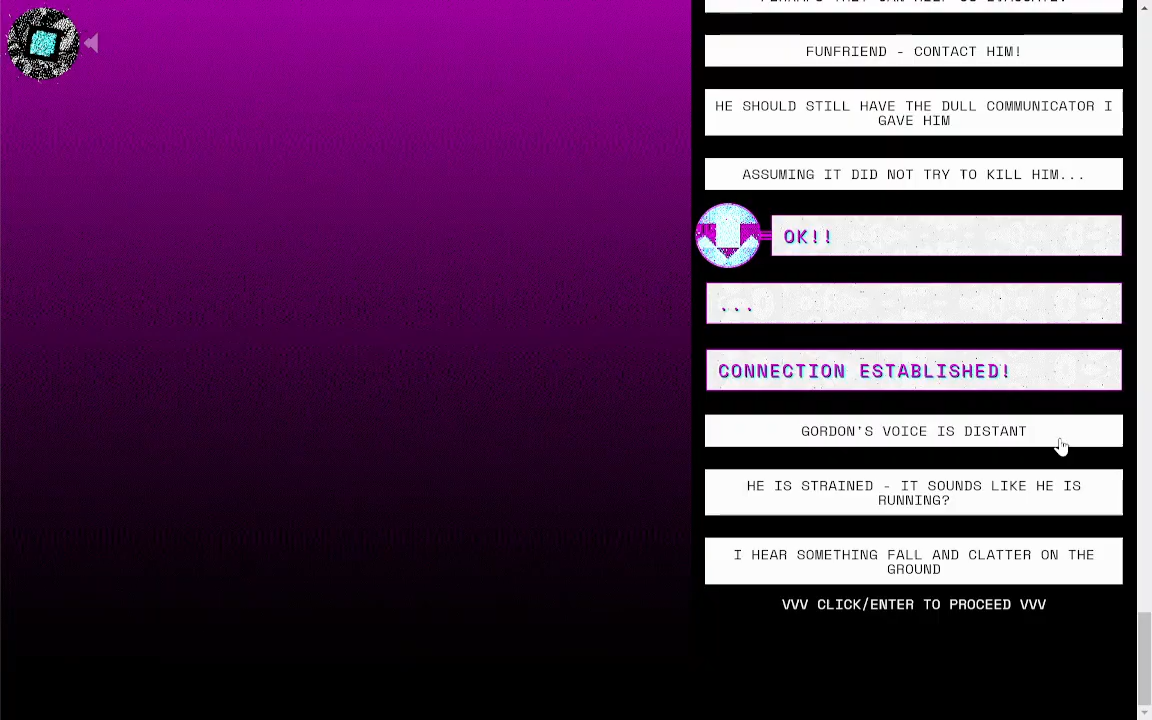 FUNFRIEND - CONTACT HIM!
HE SHOULD STILL HAVE THE DULL COMMUNICATOR I
GAVE HIM
ASSUMING IT DID NOT TRY TO KILL HIM...
OK!!
...
CONNECTION ESTABLISHED!
GORDON'S VOICE IS DISTANT
HE IS STRAINED - IT SOUNDS LIKE HE IS
RUNNING?
I HEAR SOMETHING FALL AND CLATTER ON THE
GROUND
VVV CLICK/ENTER TO PROCEED VVV